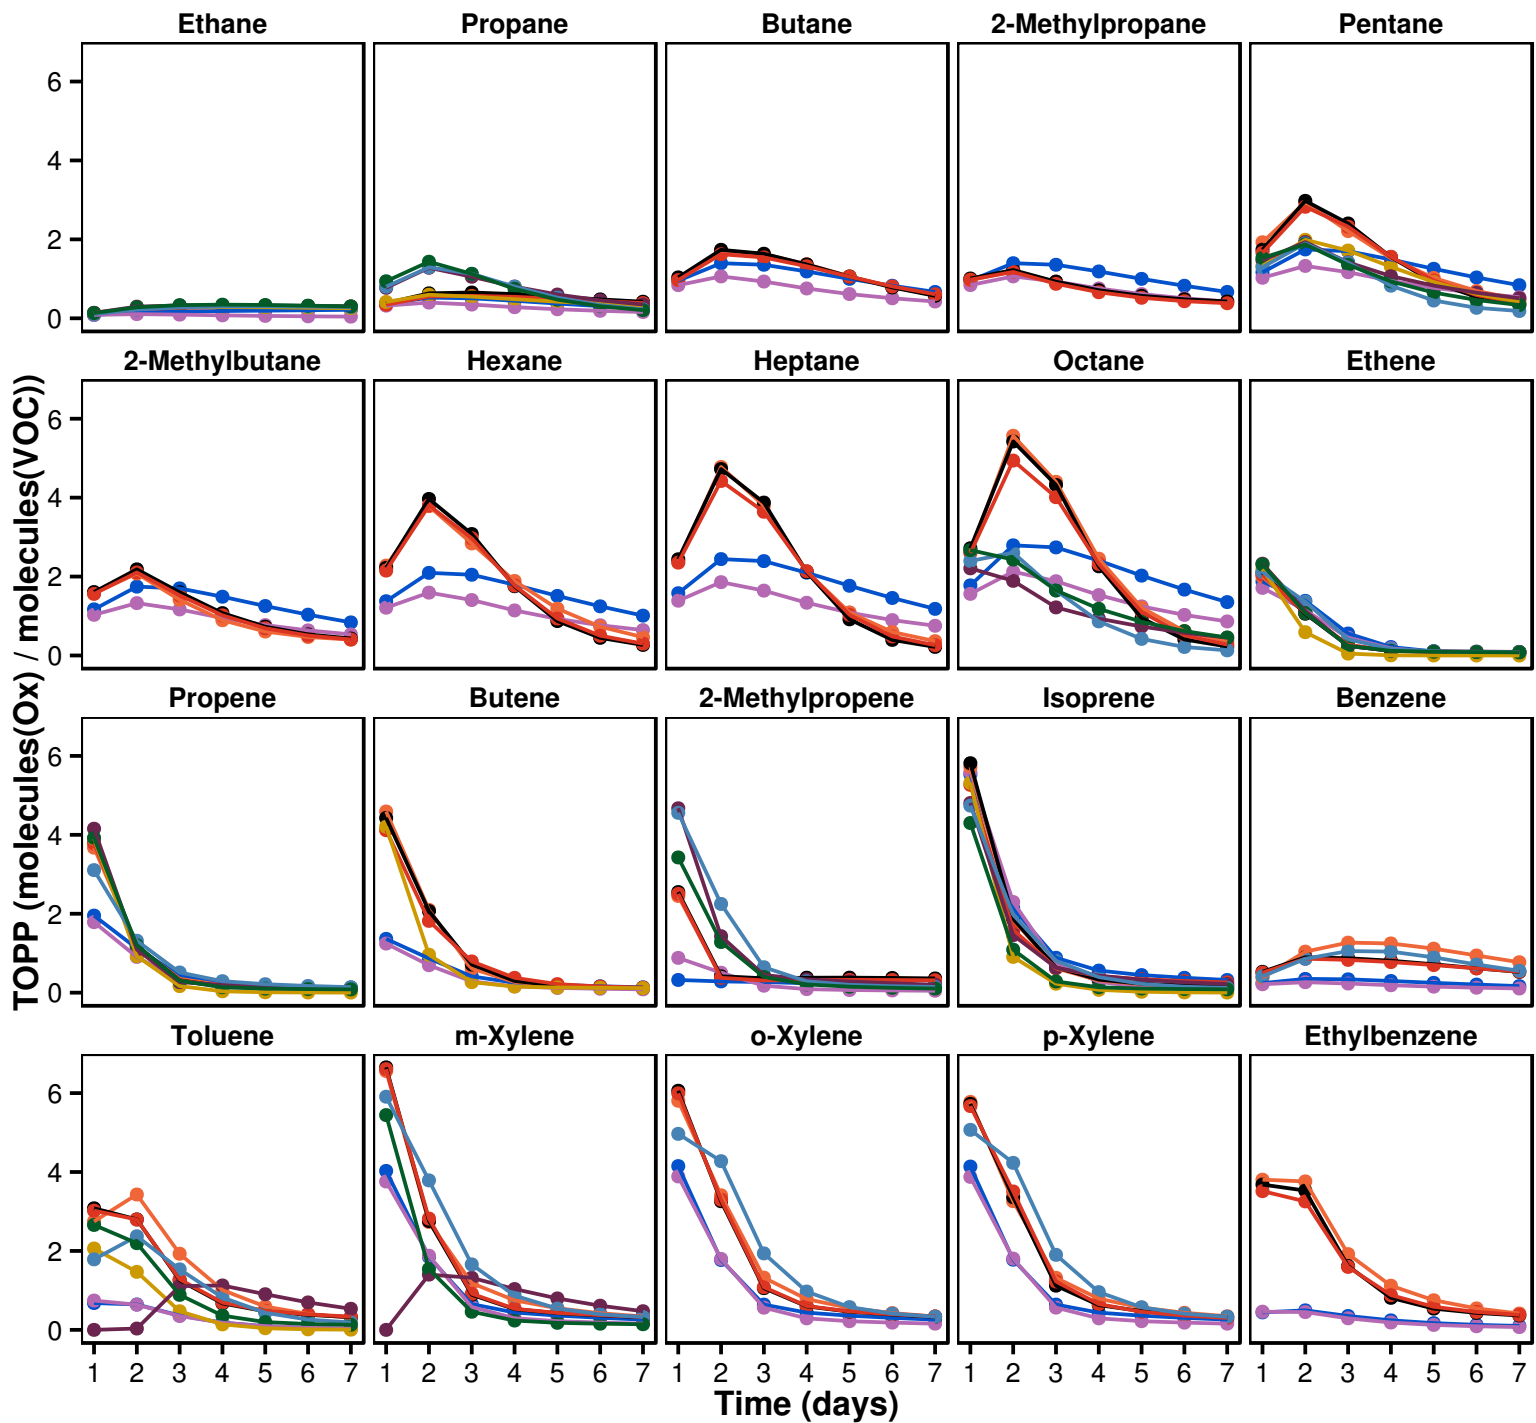 Ethane Propane Butane 2-Methylpropane Pentane
6
4
2
0
2-Methylbutane Hexane Heptane Octane Ethene
6
4
2
0
TOPP (molecules(Ox) / molecules(VOC))
Propene Butene 2-Methylpropene Isoprene Benzene
6
4
2
0
Toluene m-Xylene o-Xylene p-Xylene Ethylbenzene
6
4
2
0
1 2 3 4 5 6 7 1 2 3 4 5 6 7 1 2 3 4 5 6 7 1 2 3 4 5 6 7 1 2 3 4 5 6 7
Time (days)